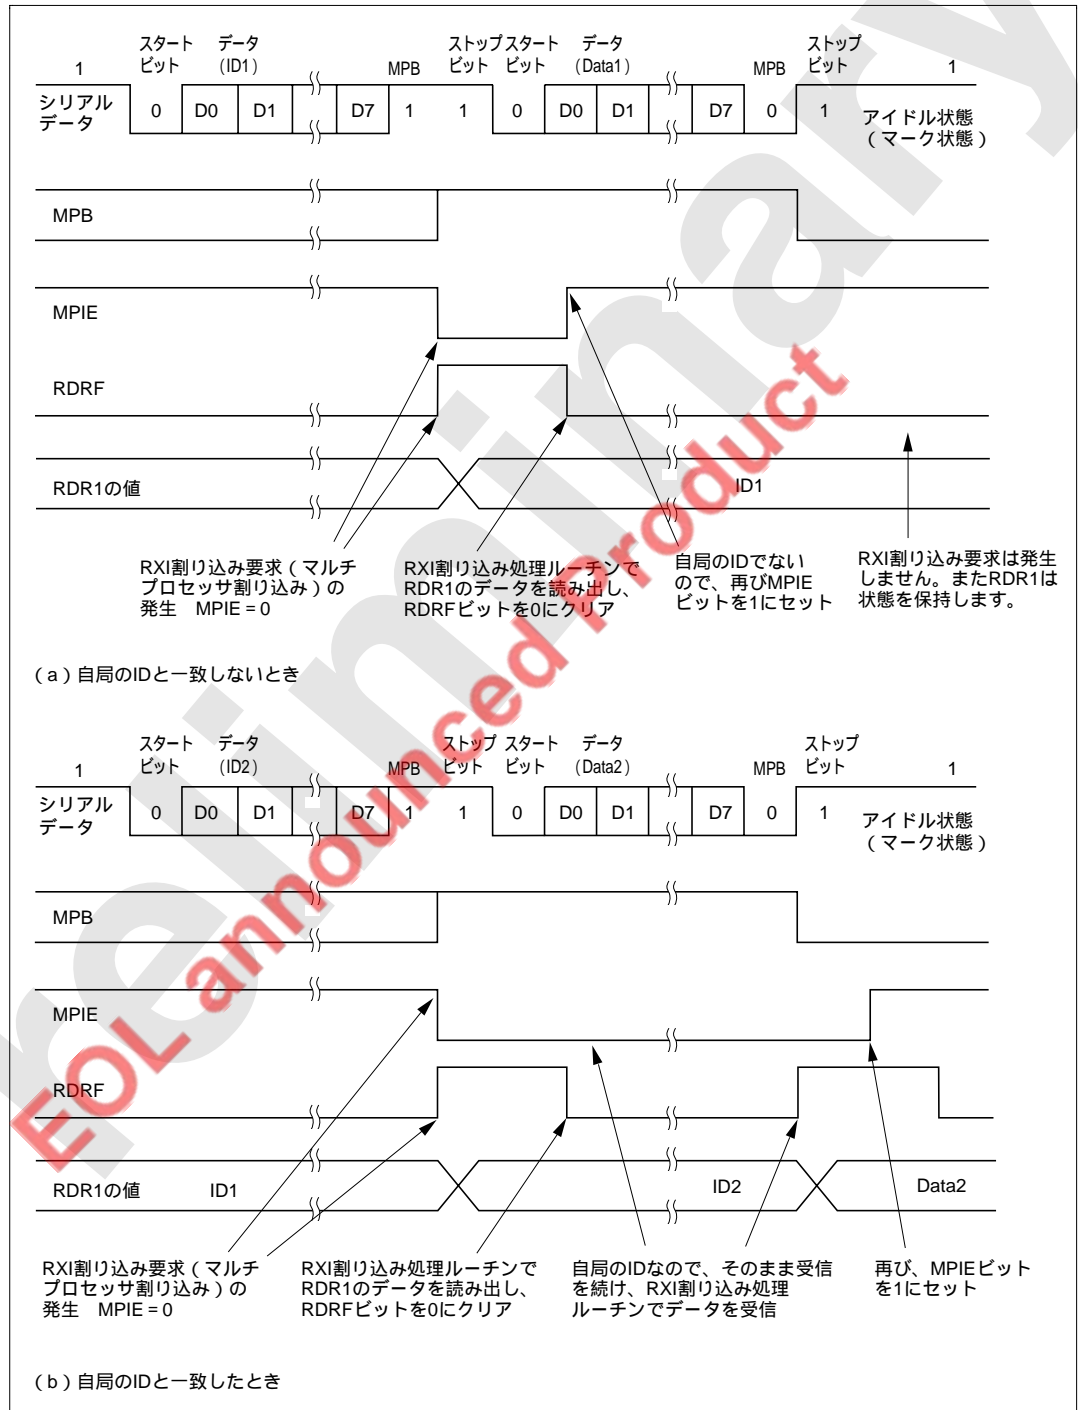 スタート データ ストップ スタート データ ストップ
1 ビット （ID1） MPB ビット ビット （Data1） MPB ビット 1
シリアル
データ 0 D0 D1 D7 1 1 0 D0 D1 D7 0 1 アイドル状態
（マーク状態）
MPB
MPIE
RDRF
RDR1の値 ID1
RXI割り込み要求（マルチ
プロセッサ割り込み）の
発生 MPIE = 0
RXI割り込み処理ルーチンで
RDR1のデータを読み出し、
RDRFビットを0にクリア
自局のIDでない
ので、再びMPIE
ビットを1にセット
RXI割り込み要求は発生
しません。またRDR1は
状態を保持します。
（a）自局のIDと一致しないとき
スタート データ ストップ スタート データ ストップ
1 ビット （ID2） MPB ビット ビット （Data2） MPB ビット 1
シリアル
データ 0 D0 D1 D7 1 1 0 D0 D1 D7 0 1 アイドル状態
（マーク状態）
MPB
MPIE
RDRF
RDR1の値 ID1 ID2 Data2
RXI割り込み要求（マルチ
プロセッサ割り込み）の
発生 MPIE = 0
RXI割り込み処理ルーチンで
RDR1のデータを読み出し、
RDRFビットを0にクリア
自局のIDなので、そのまま受信
を続け、RXI割り込み処理
ルーチンでデータを受信
再び、MPIEビット
を1にセット
（b）自局のIDと一致したとき
EOL announced Product
reliminary